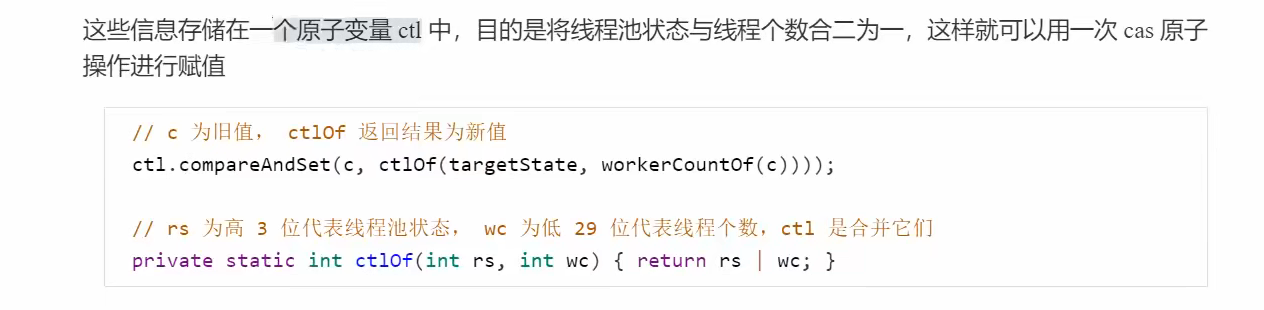 这些信息存储在一个原子变量 ctl 中，目的是将线程池状态与线程个数合二为一，这样就可以用一次 cas 原子
操作进行赋值
// c 为旧值， ctlOf 返回结果为新值
ctl.compareAndSet(c, ctlOf(targetState, workerCountOf(c))));
// rs 为高 3 位代表线程池状态， wc 为低 29 位代表线程个数，ctl 是合并它们
private static int ctlOf(int rs, int wc) { return rs | wc; }